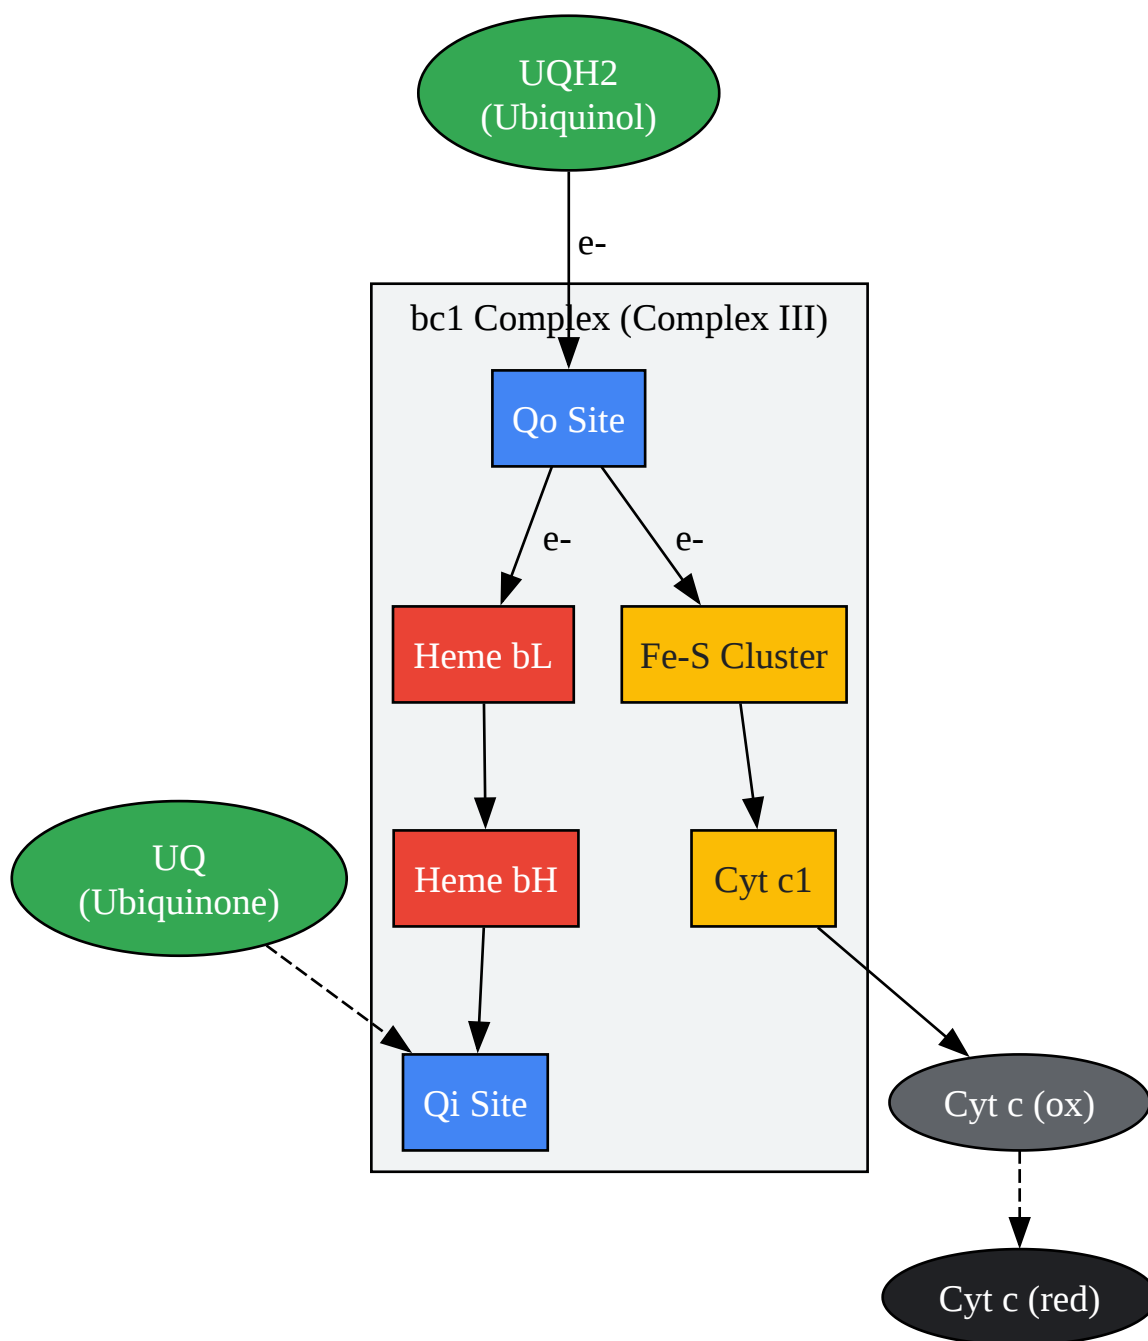 UQH2
(Ubiquinol)
e-
bc1 Complex (Complex III)
Qo Site
e-
e-
Heme bL
Fe-S Cluster
UQ
(Ubiquinone)
Heme bH
Cyt c1
Qi Site
Cyt c (ox)
Cyt c (red)